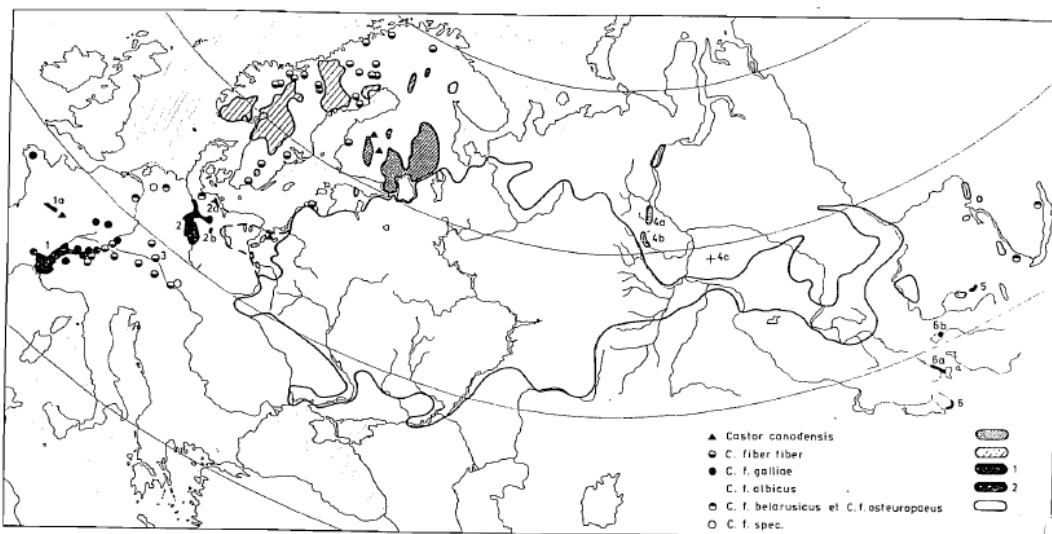 1a
1
2a
2
2b
3
4a
4b
+ 4c
5
6b
6a
6
▲ Castor canadensis
C. fiber fiber
C. f. galliae 1
C. f. albicus 2
C. f. belarusicus et C. f. osteuropaeus
C. f. spec.